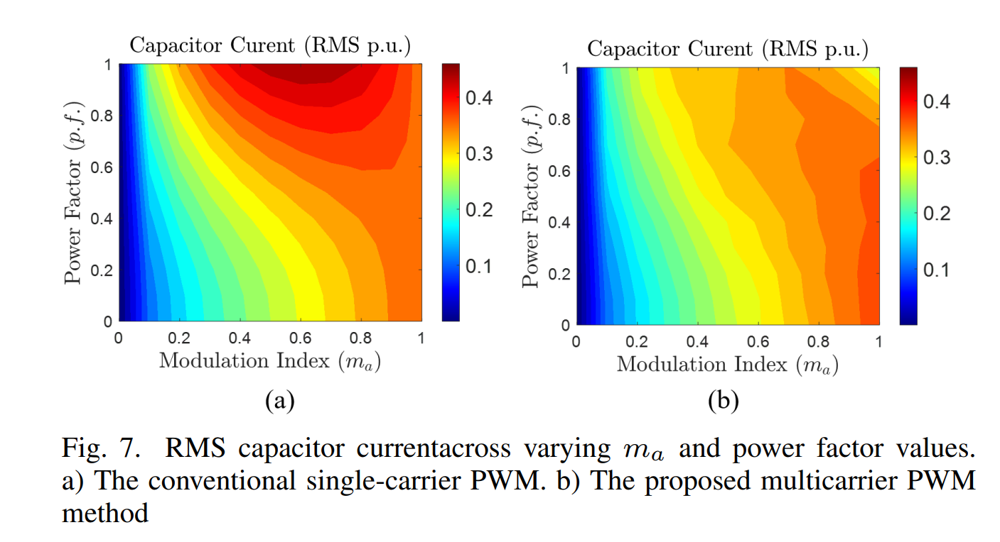 Capacitor Curent (RMS p.u.)
Power Factor (p.f.)
1
0.8
0.6
0.4
0.2
0
0 0.2 0.4 0.6 0.8 1
Modulation Index (mₐ)
0.4
0.3
0.2
0.1
(a)
Capacitor Curent (RMS p.u.)
Power Factor (p.f.)
1
0.8
0.6
0.4
0.2
0
0 0.2 0.4 0.6 0.8 1
Modulation Index (mₐ)
0.4
0.3
0.2
0.1
(b)
Fig. 7. RMS capacitor currentacross varying mₐ and power factor values.
a) The conventional single-carrier PWM. b) The proposed multicarrier PWM
method